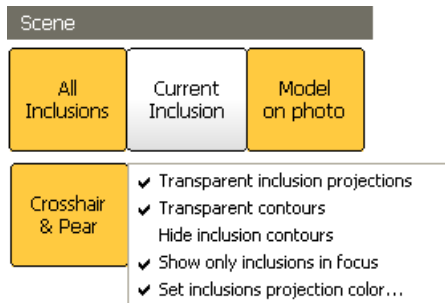 Scene
All
Inclusions
Current
Inclusion
Model
on photo
Crosshair
& Pear
Transparent inclusion projections
Transparent contours
Hide inclusion contours
Show only inclusions in focus
Set inclusions projection color...